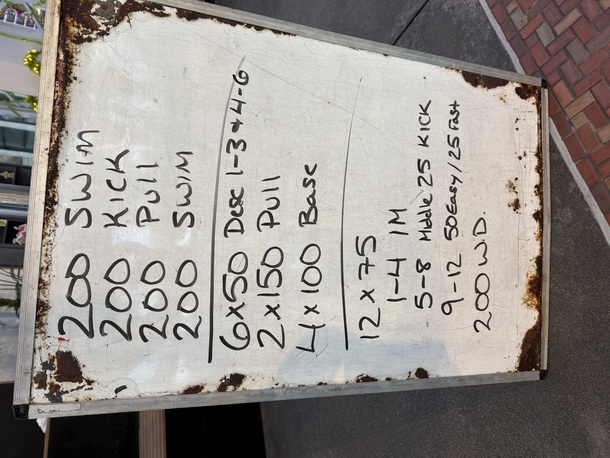 200 SWIM
200 KICK
200 PUll
200 SWIM
6x50 Desc 1-3 + 4-6
2x150 PUll
4x100 Base
12x75
1-4 IM
5-8 Middle 25 KICK
9-12 50Easy/25 Fast
200 WD.